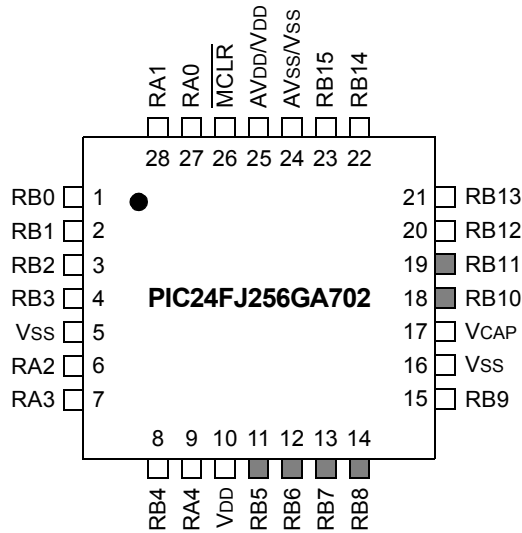 RA1
RA0
MCLR
AVDD/VDD
AVSS/VSS
RB15
RB14
28 27 26 25 24 23 22
RB0 1
RB1 2
RB2 3
RB3 4
VSS 5
RA2 6
RA3 7
PIC24FJ256GA702
21 RB13
20 RB12
19 RB11
18 RB10
17 VCAP
16 VSS
15 RB9
8 9 10 11 12 13 14
RB4
RA4
VDD
RB5
RB6
RB7
RB8